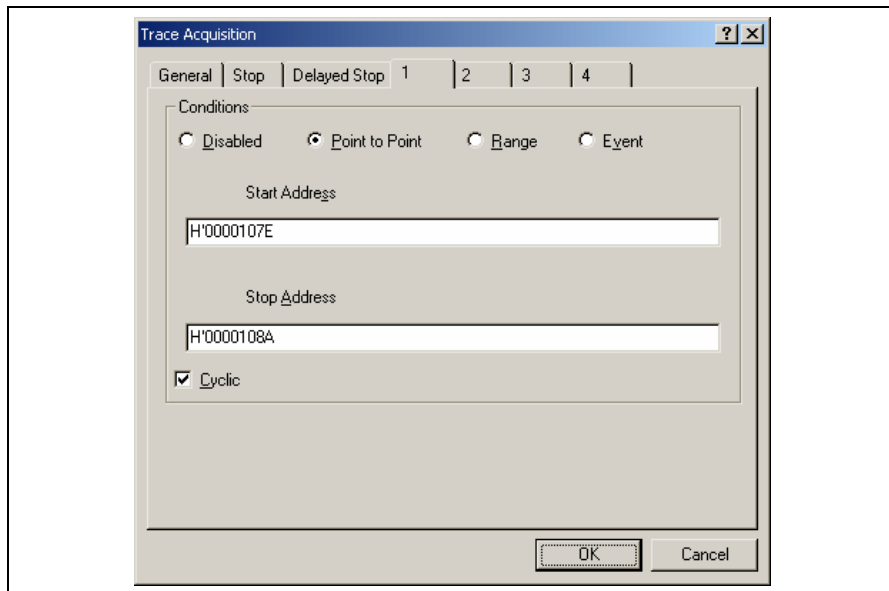 Trace Acquisition
General Stop Delayed Stop 1 2 3 4
Conditions
Disabled Point to Point Range Event
Start Address
H'0000107E
Stop Address
H'0000108A
Cyclic
OK Cancel